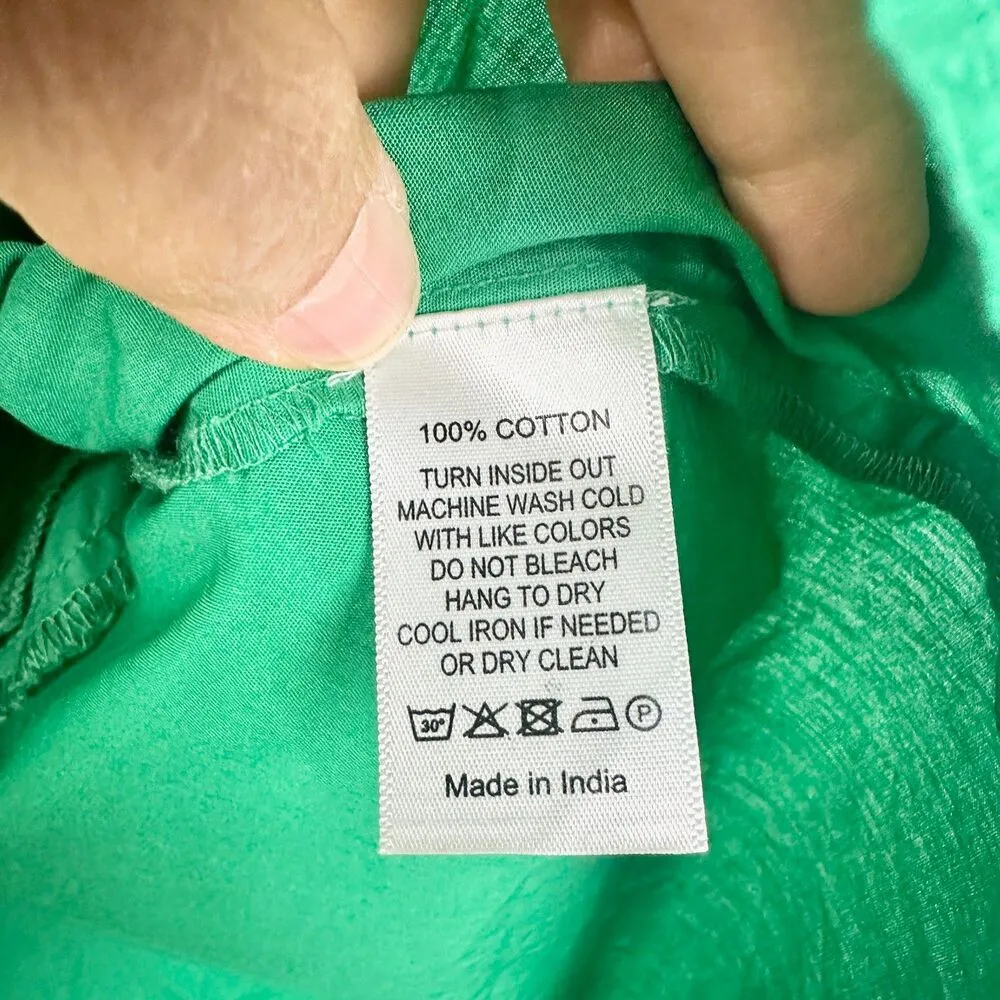 100% COTTON
TURN INSIDE OUT
MACHINE WASH COLD
WITH LIKE COLORS
DO NOT BLEACH
HANG TO DRY
COOL IRON IF NEEDED
OR DRY CLEAN
30° P
Made in India